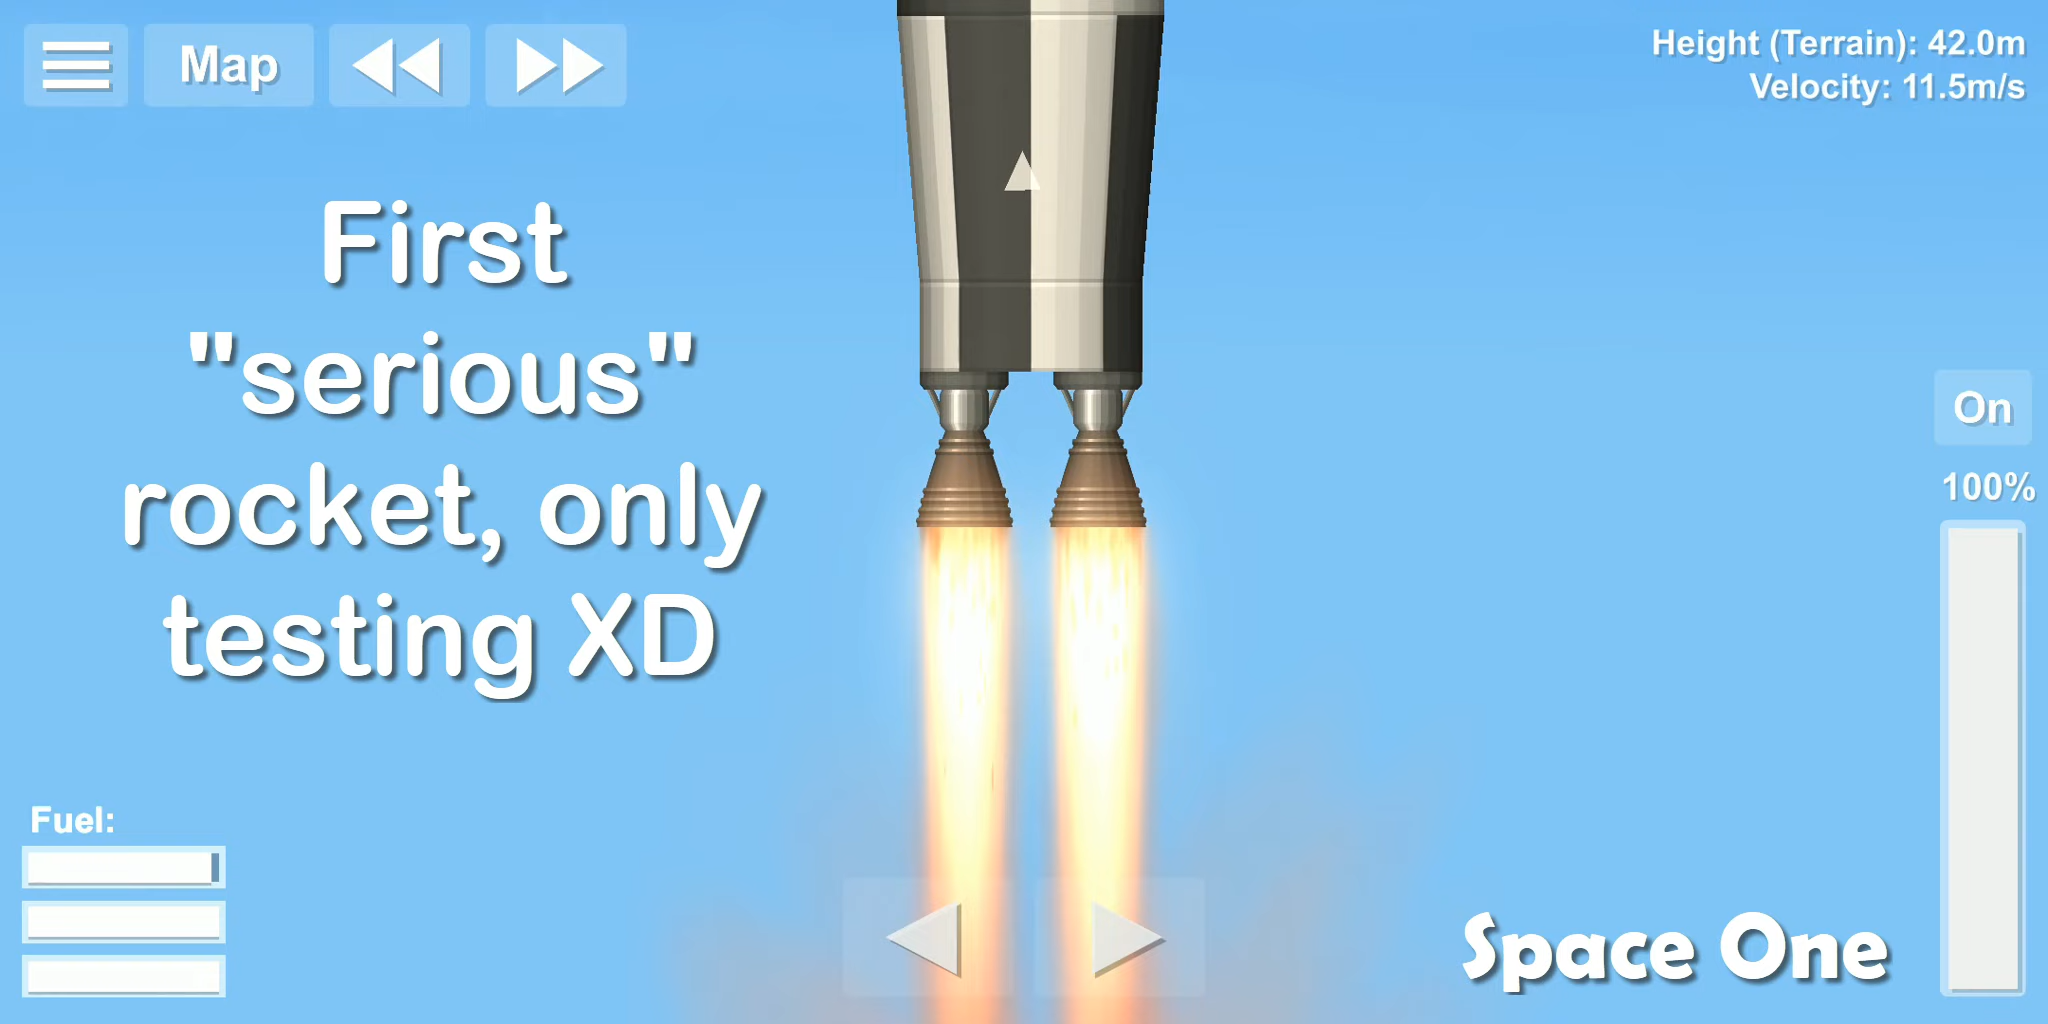 Map
Height (Terrain): 42.0m
Velocity: 11.5m/s
First
"serious"
rocket, only
testing XD
On
100%
Fuel:
Space One